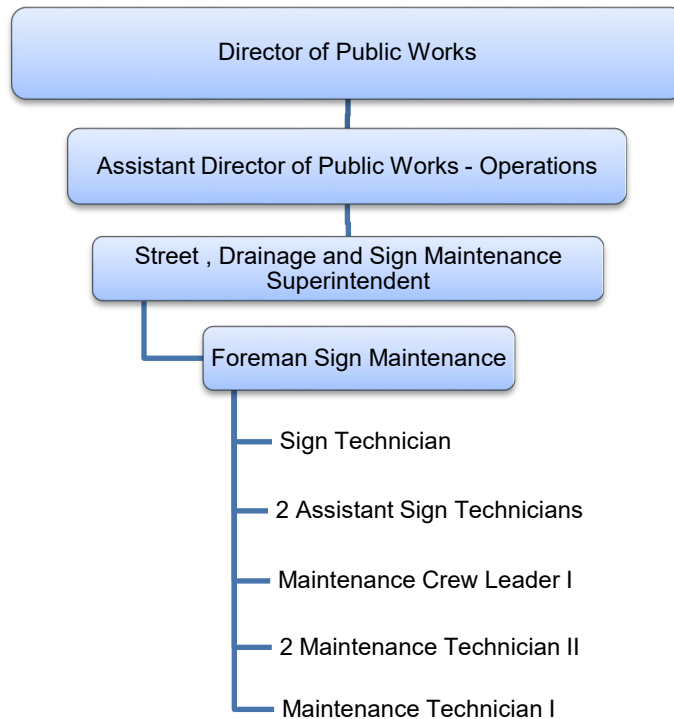 Director of Public Works
Assistant Director of Public Works - Operations
Street , Drainage and Sign Maintenance
Superintendent
Foreman Sign Maintenance
Sign Technician
2 Assistant Sign Technicians
Maintenance Crew Leader I
2 Maintenance Technician II
Maintenance Technician I